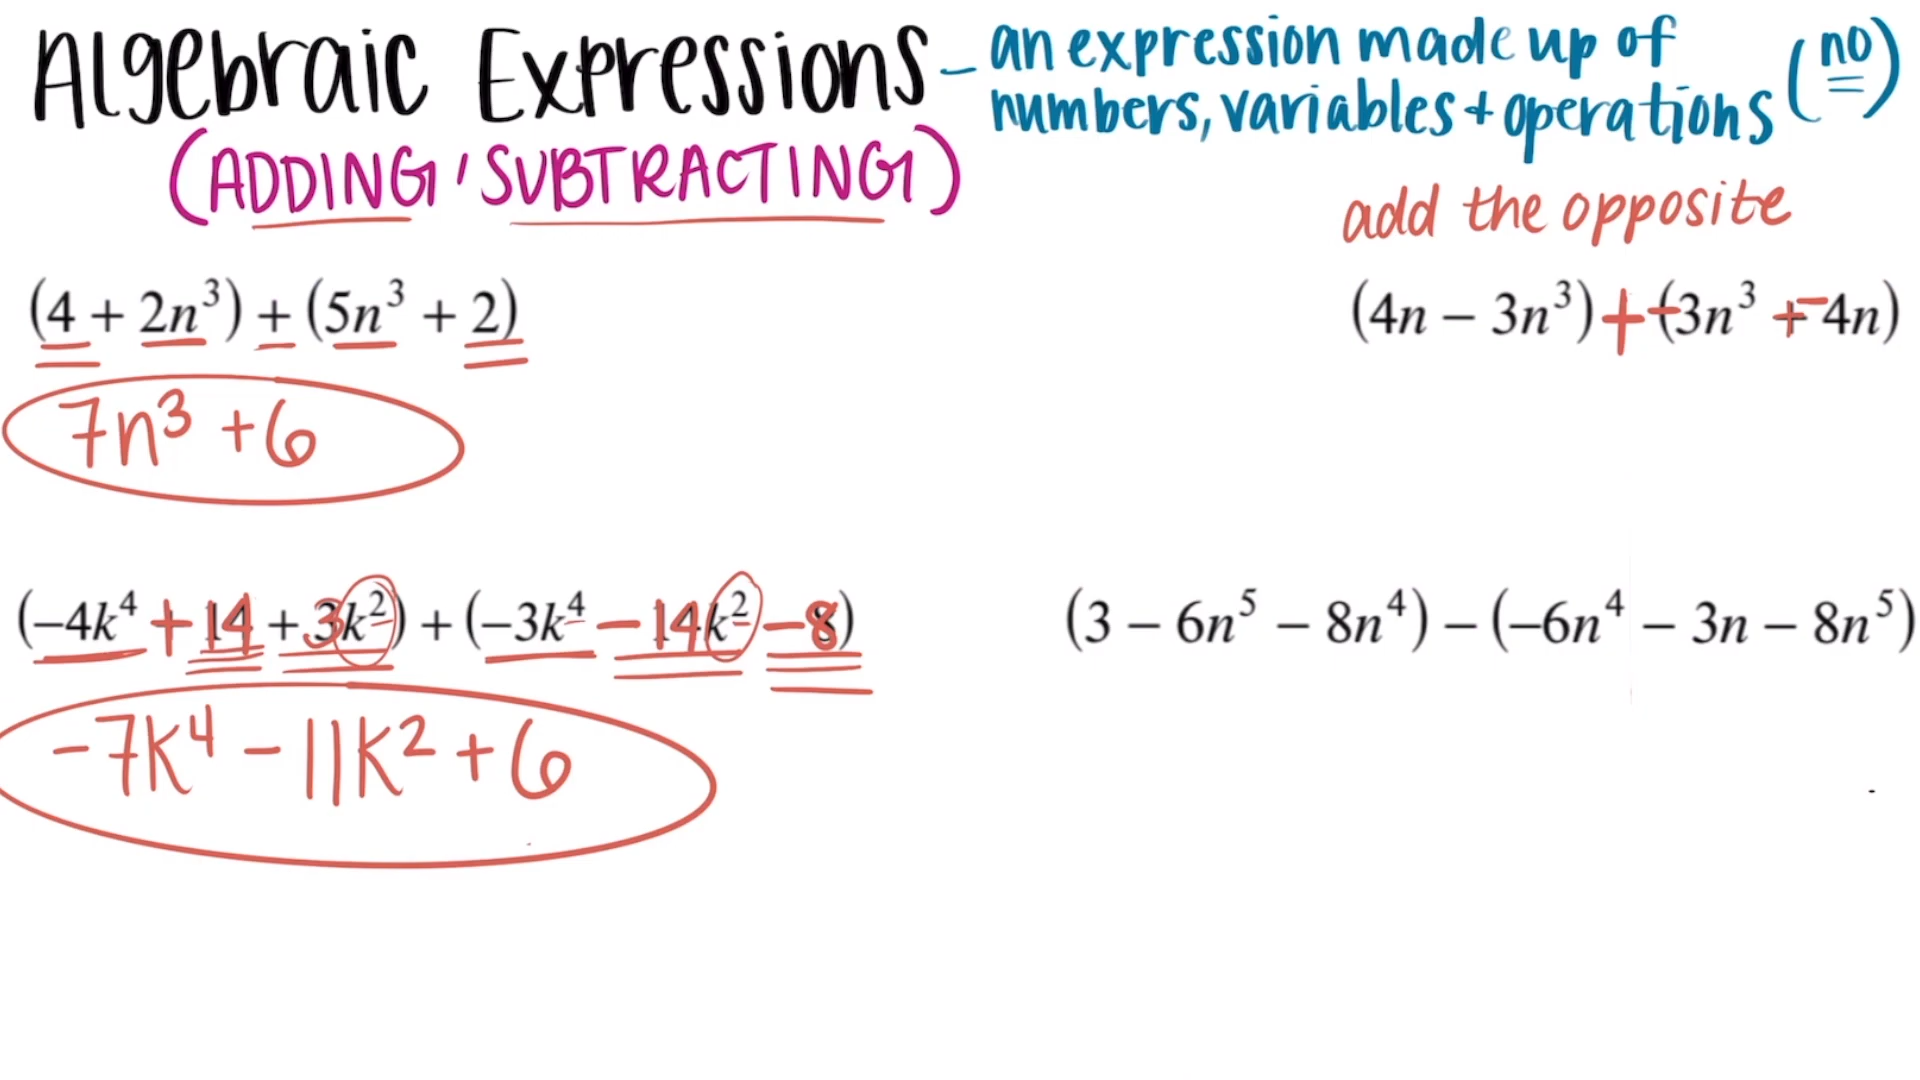 Algebraic Expressions - an expression made up of
numbers, variables + operations (no =)
(ADDING, SUBTRACTING)
add the opposite
(4 + 2n³) + (5n³ + 2)
(4n − 3n³) + (-3n³ + -4n)
7n³ + 6
(−4k⁴ + 14 + 3k²) + (−3k⁴ − 14k² − 8)
(3 − 6n⁵ − 8n⁴) − (−6n⁴ − 3n − 8n⁵)
-7k⁴ - 11k² + 6